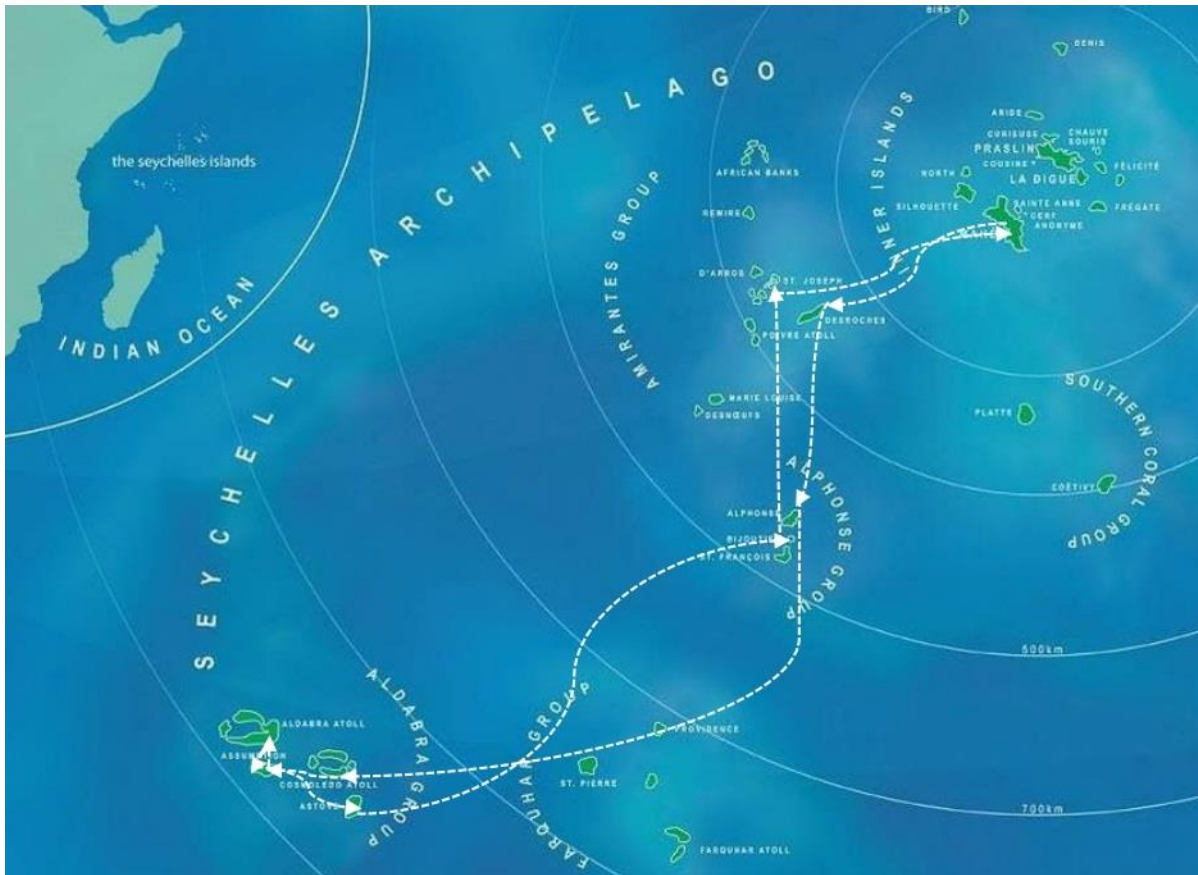 BIRD
DENIS
ARIDE
CURIEUSE
CHAUVE
SOURIS
PRASLIN
COUSINS
FÉLICITÉ
LA DIGUE
NORTH
SILHOUETTE
SAINTE ANNE
CERF
FRÉGATE
ANONYME
INNER ISLANDS
the seychelles islands
INDIAN OCEAN
SEYCHELLES ARCHIPELAGO
AFRICAN BANKS
REMIRE
AMIRANTES GROUP
D'ARROS
ST. JOSEPH
DESROCHES
POIVRE ATOLL
MARIE LOUISE
DESNŒUFS
PLATTE
COËTIVY
SOUTHERN CORAL GROUP
ALPHONSE
ST. FRANÇOIS
ALPHONSE GROUP
500km
ALDABRA ATOLL
ASSUMPTION
COSMOLEDO ATOLL
ASTOVE
ALDABRA GROUP
FARQUHAR GROUP
PROVIDENCE
ST. PIERRE
FARQUHAR ATOLL
700km